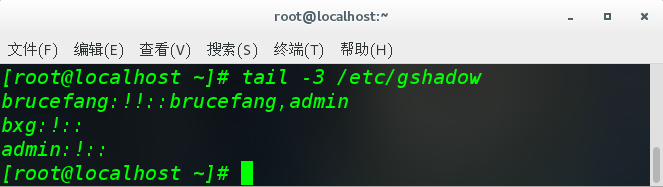 root@localhost:~
文件(F) 编辑(E) 查看(V) 搜索(S) 终端(T) 帮助(H)
[root@localhost ~]# tail -3 /etc/gshadow
brucefang:!!::brucefang,admin
bxg:!::
admin:!::
[root@localhost ~]#